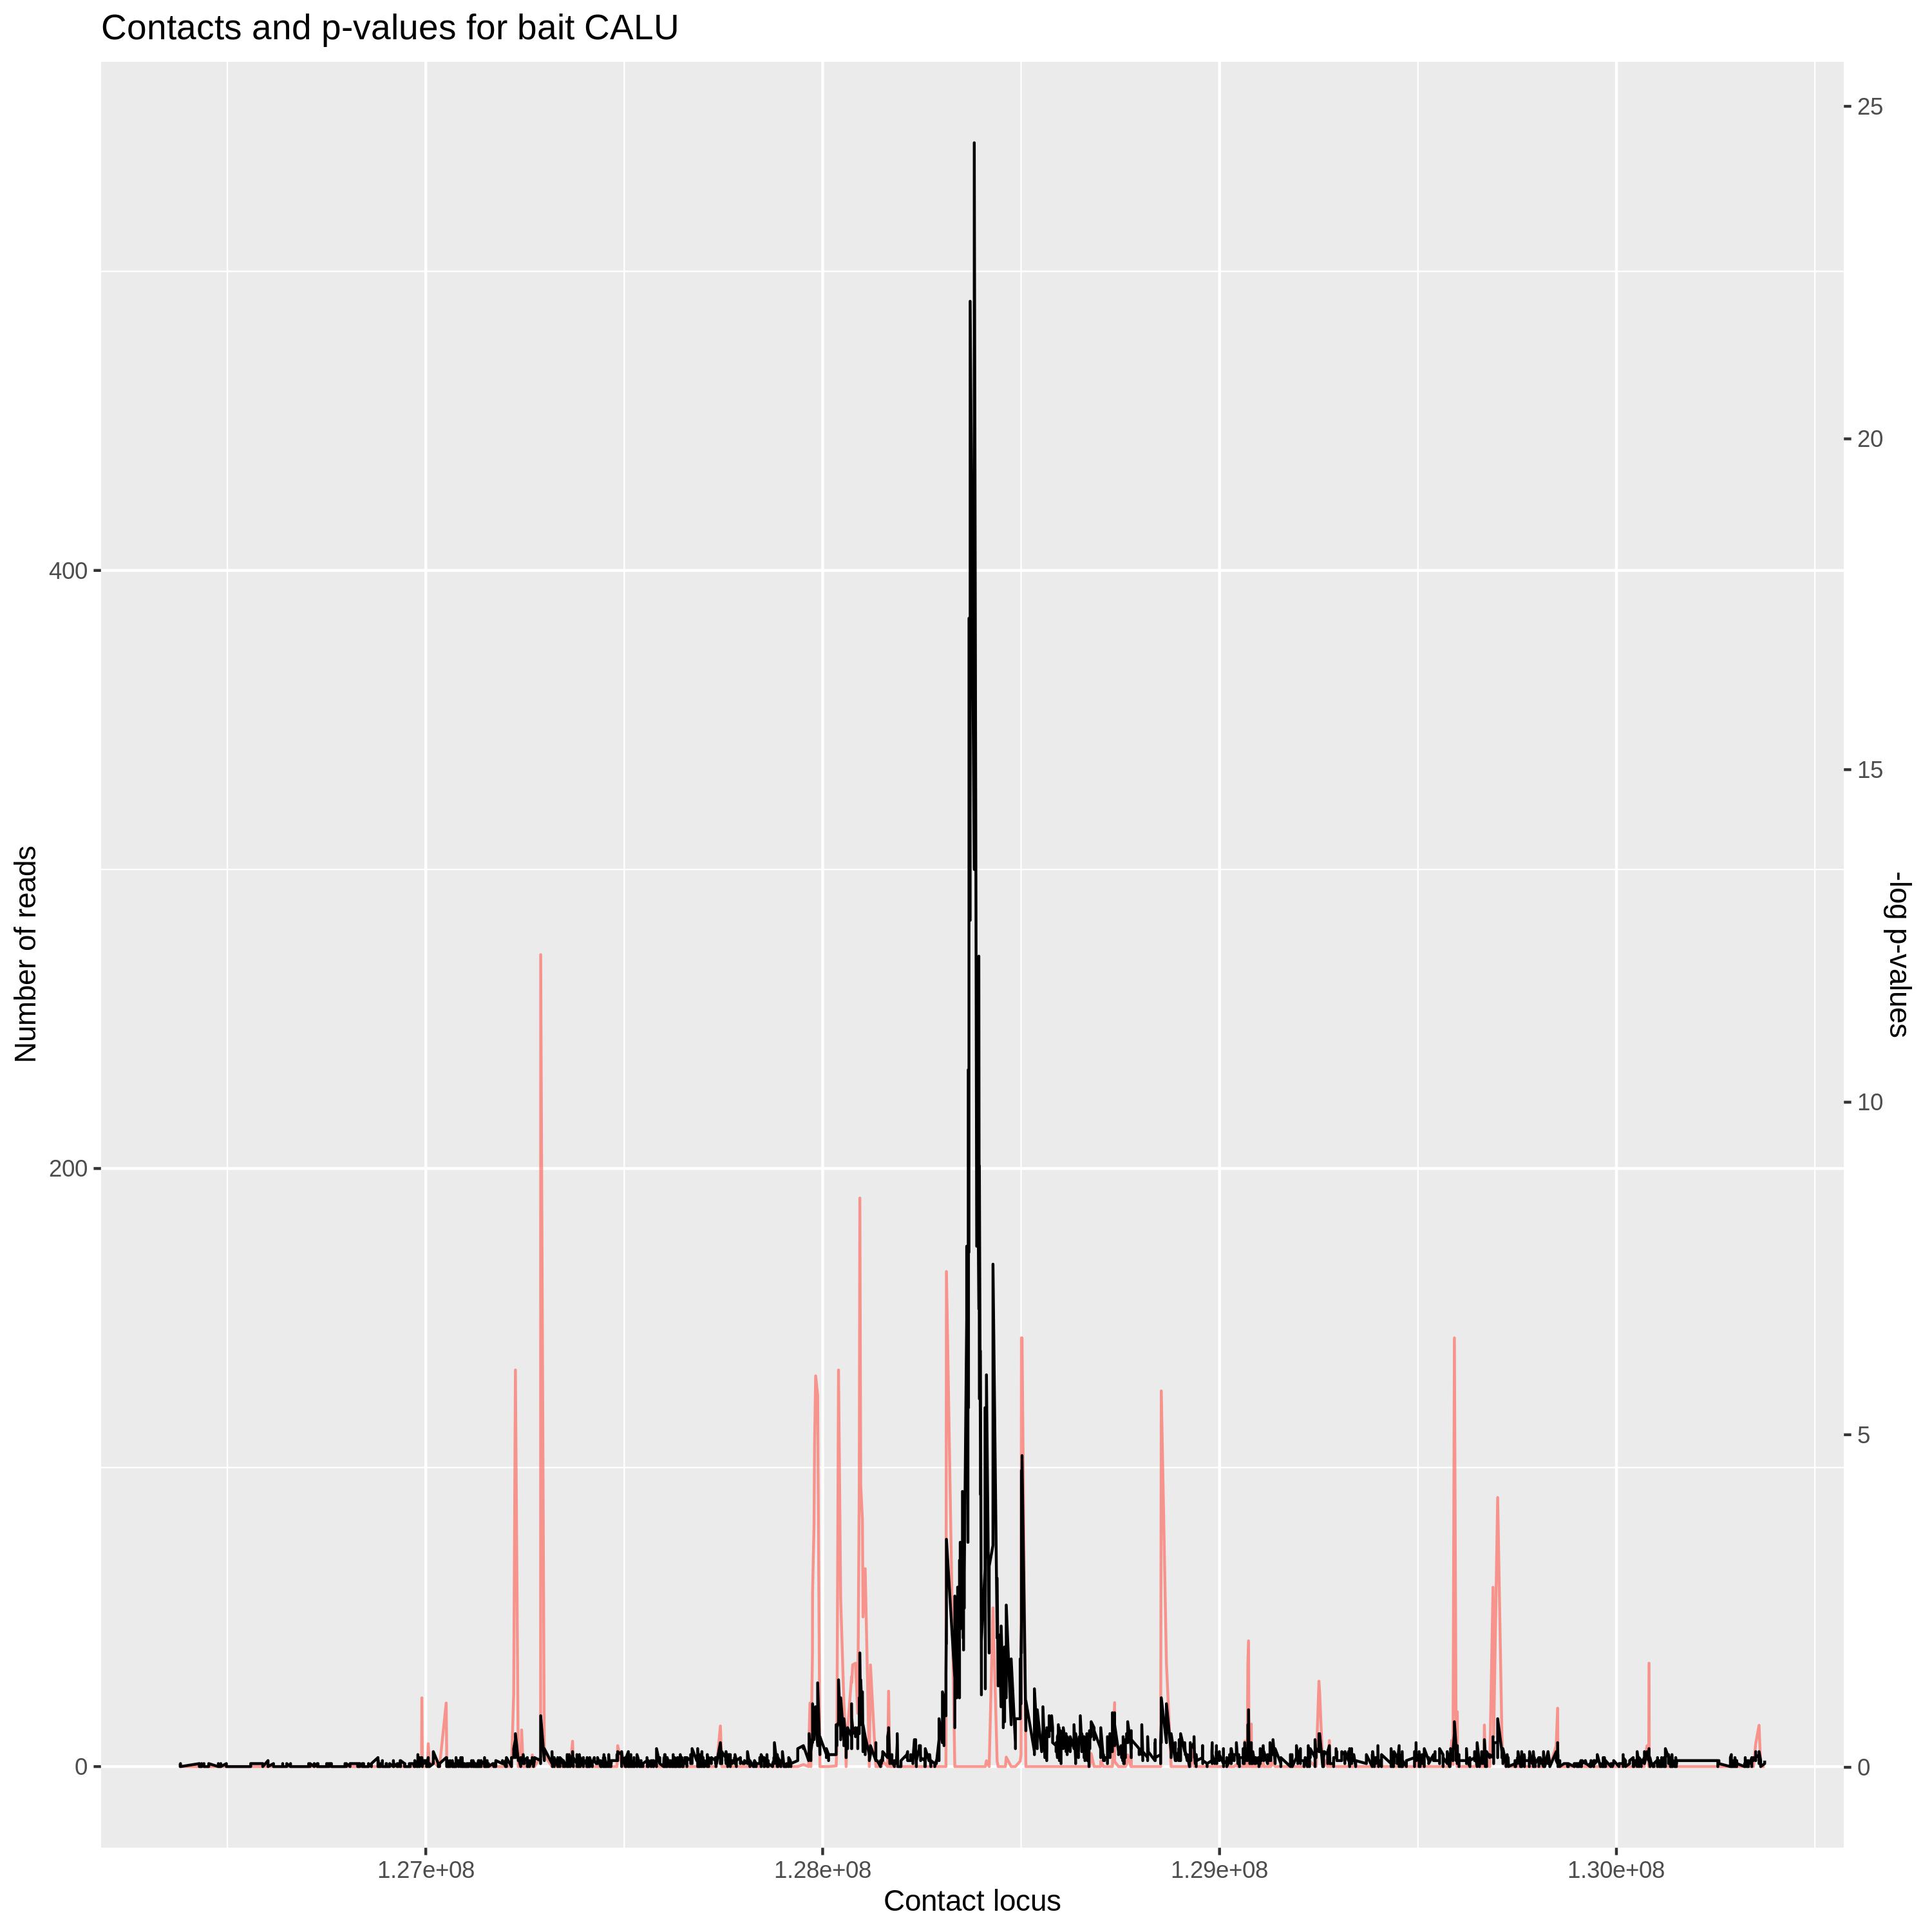 Contacts and p-values for bait CALU
25
20
400
15
Number of reads
-log p-values
10
200
5
0
0
1.27e+08
1.28e+08
1.29e+08
1.30e+08
Contact locus